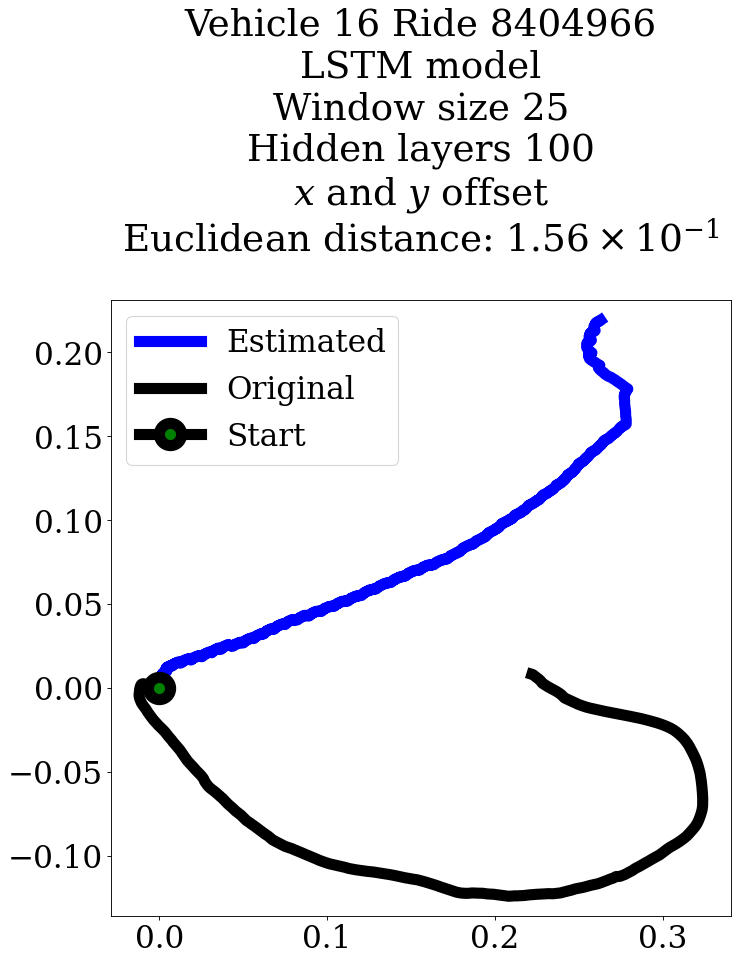 Vehicle 16 Ride 8404966
LSTM model
Window size 25
Hidden layers 100
x and y offset
Euclidean distance: 1.56 × 10⁻¹
Estimated
Original
Start
0.20
0.15
0.10
0.05
0.00
−0.05
−0.10
0.0 0.1 0.2 0.3